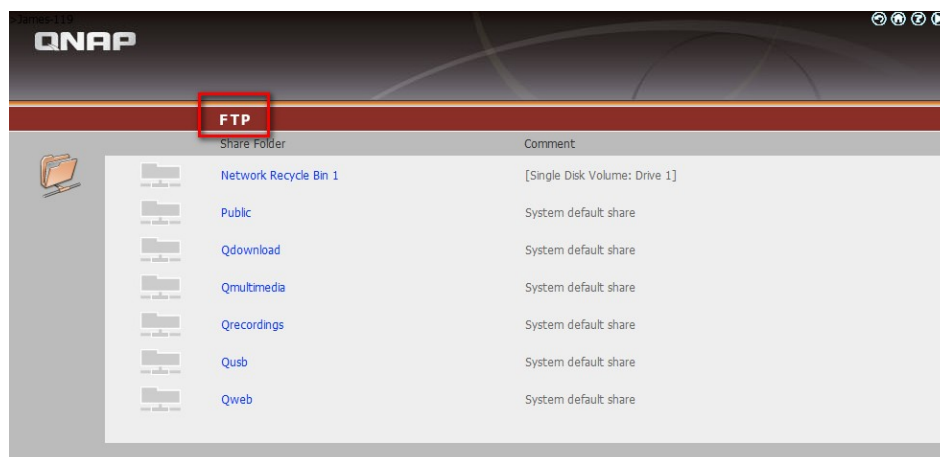 James-119
QNAP
FTP
Share Folder Comment
Network Recycle Bin 1 [Single Disk Volume: Drive 1]
Public System default share
Qdownload System default share
Qmultimedia System default share
Qrecordings System default share
Qusb System default share
Qweb System default share